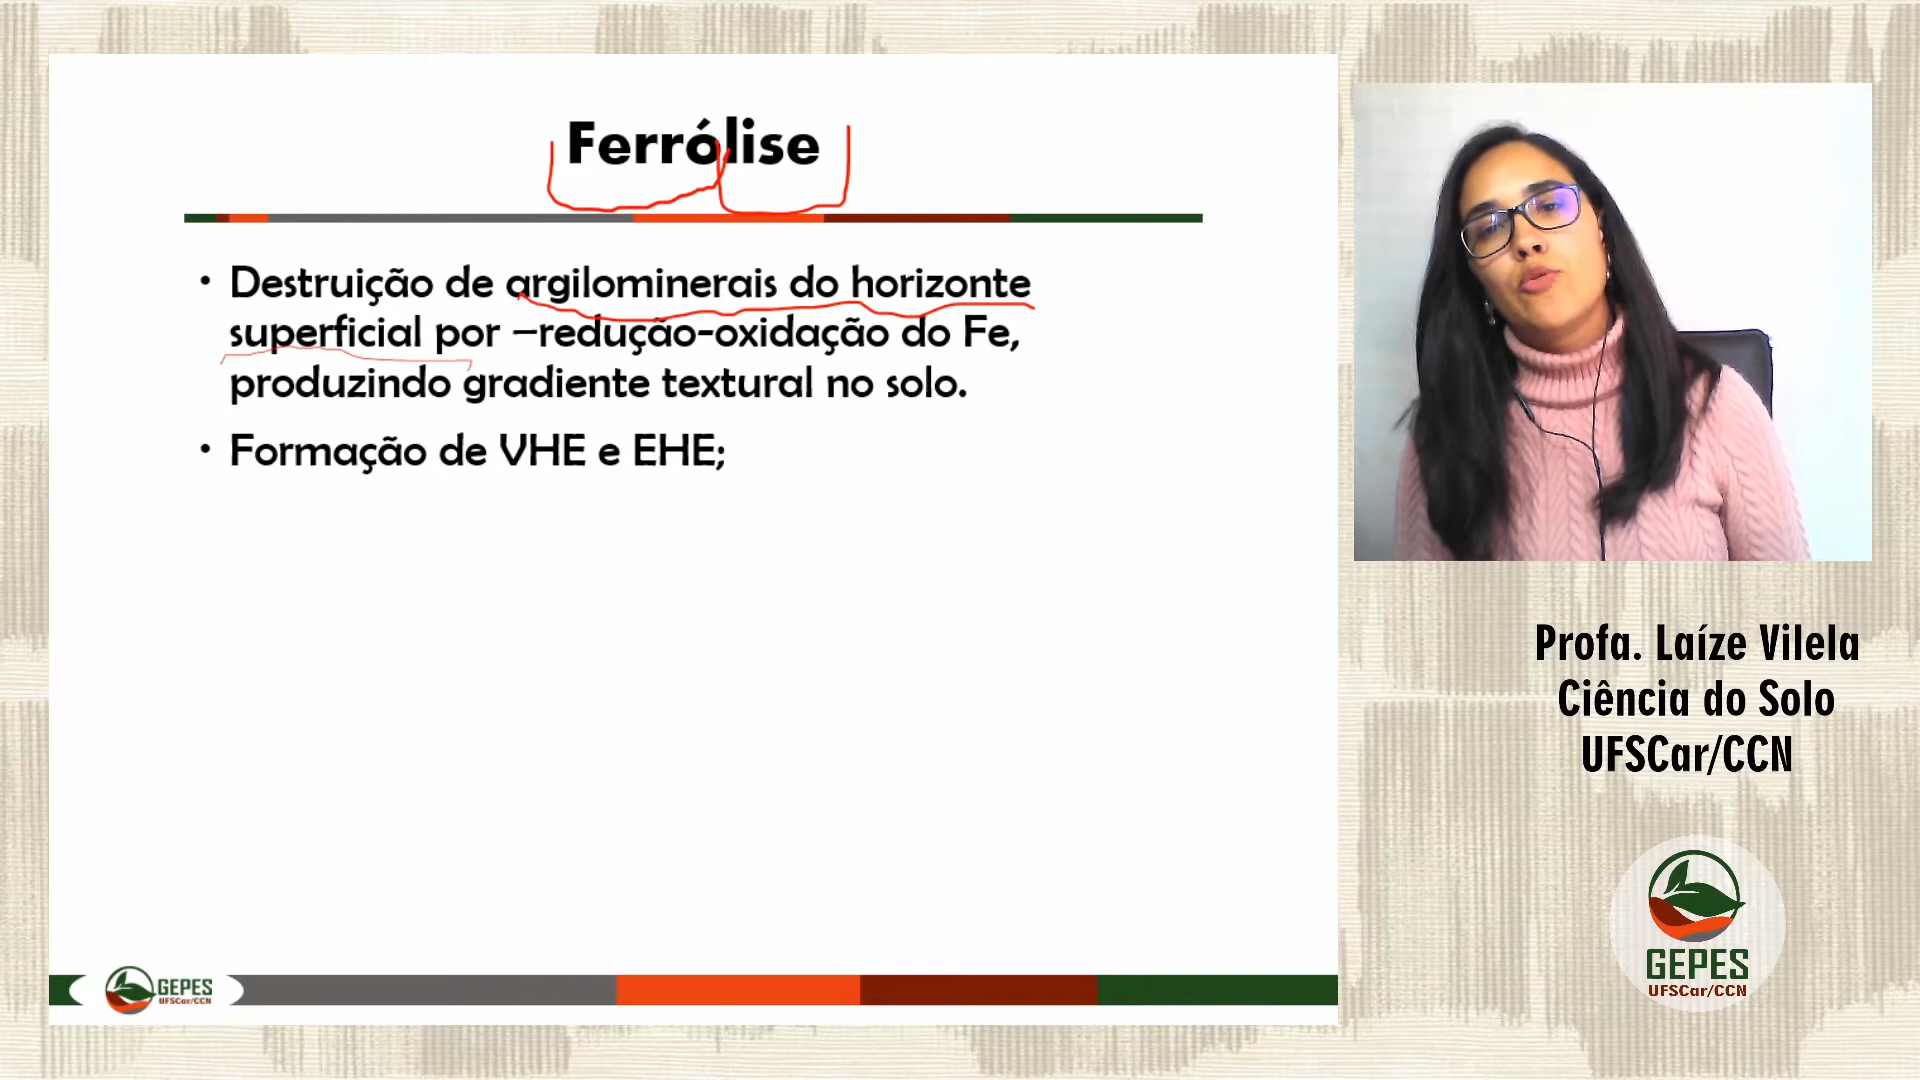 Ferrólise
• Destruição de argilominerais do horizonte
superficial por –redução-oxidação do Fe,
produzindo gradiente textural no solo.
• Formação de VHE e EHE;
GEPES
UFSCar/CCN
Profa. Laíze Vilela
Ciência do Solo
UFSCar/CCN
GEPES
UFSCar/CCN